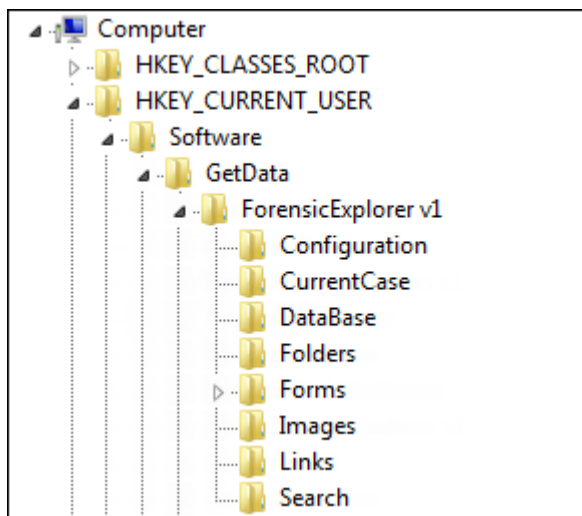 Computer
HKEY_CLASSES_ROOT
HKEY_CURRENT_USER
Software
GetData
ForensicExplorer v1
Configuration
CurrentCase
DataBase
Folders
Forms
Images
Links
Search